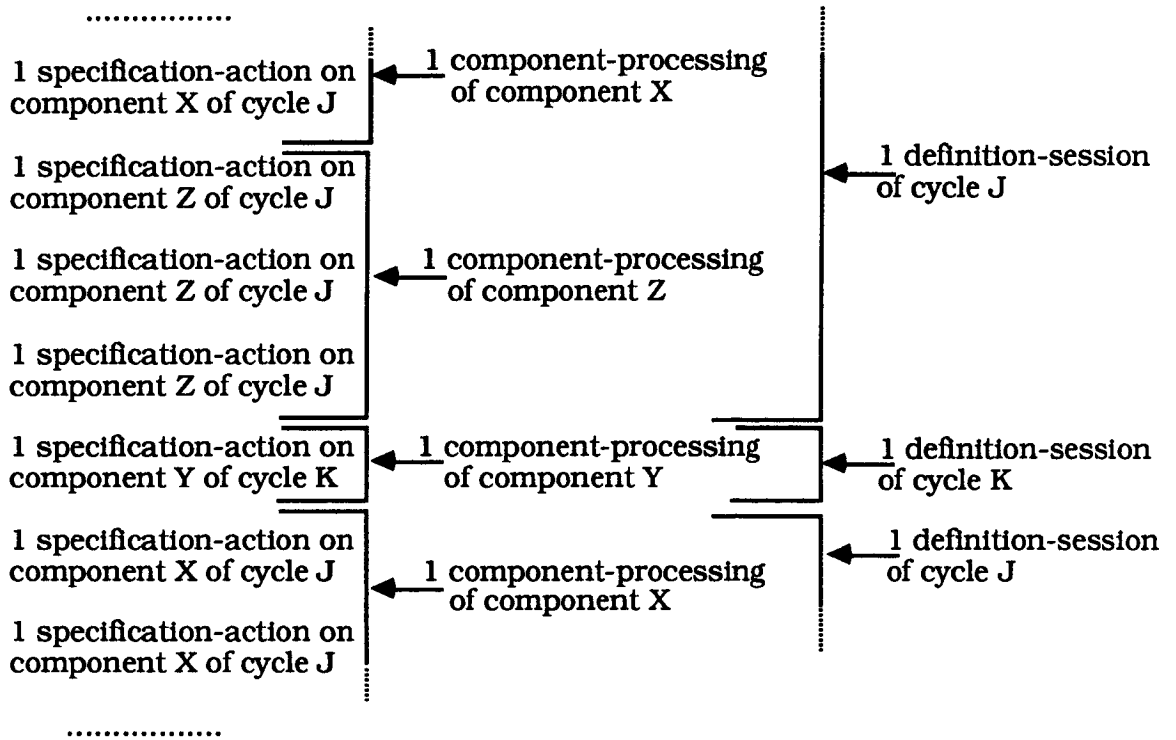 1 specification-action on
component X of cycle J
1 specification-action on
component Z of cycle J
1 specification-action on
component Z of cycle J
1 specification-action on
component Z of cycle J
1 specification-action on
component Y of cycle K
1 specification-action on
component X of cycle J
1 specification-action on
component X of cycle J
1 component-processing
of component X
1 component-processing
of component Z
1 component-processing
of component Y
1 component-processing
of component X
1 definition-session
of cycle J
1 definition-session
of cycle K
1 definition-session
of cycle J